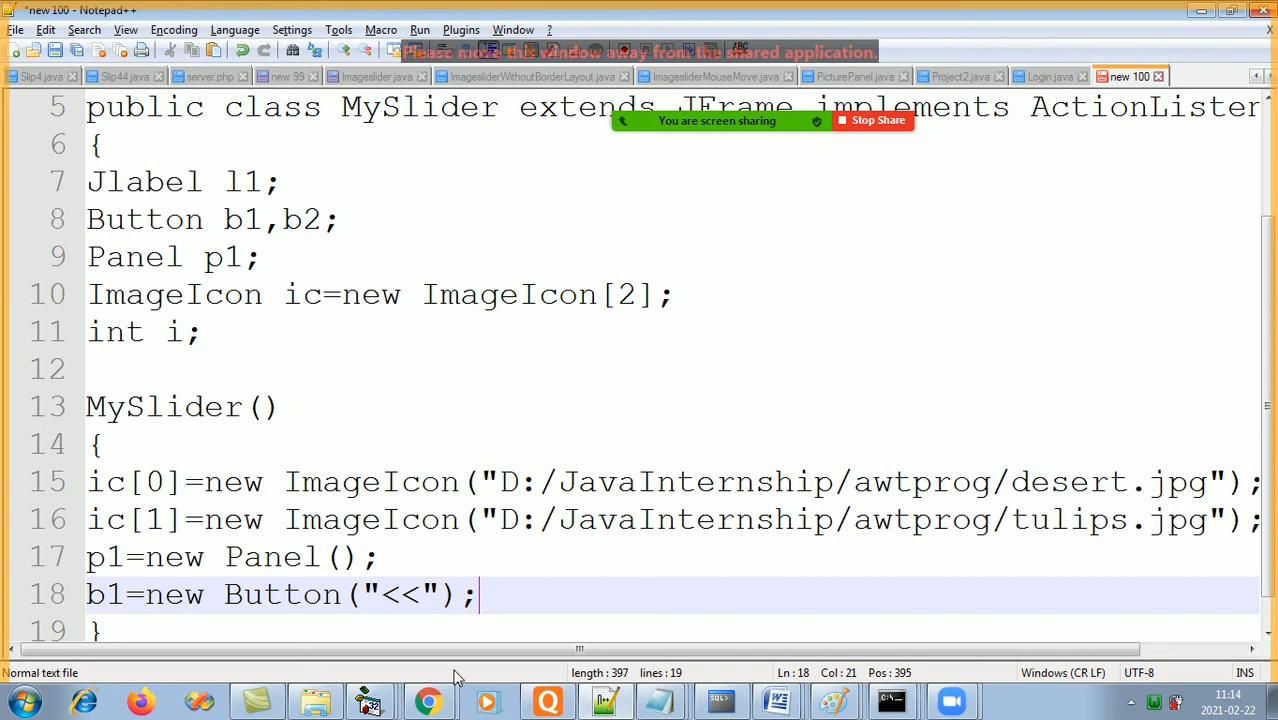 *new 100 - Notepad++
File Edit Search View Encoding Language Settings Tools Macro Run Plugins Window ?
X
Please move this window away from the shared application.
Slip4.java Slip44.java server.php new 99 Imageslider.java ImagesliderWithoutBorderLayout.java ImagesliderMouseMove.java PicturePanel.java Project2.java Login.java new 100
You are screen sharing Stop Share
5 public class MySlider extends JFrame implements ActionListen
6 {
7 Jlabel l1;
8 Button b1,b2;
9 Panel p1;
10 ImageIcon ic=new ImageIcon[2];
11 int i;
12
13 MySlider()
14 {
15 ic[0]=new ImageIcon("D:/JavaInternship/awtprog/desert.jpg");
16 ic[1]=new ImageIcon("D:/JavaInternship/awtprog/tulips.jpg");
17 p1=new Panel();
18 b1=new Button("<<");
19 }
Normal text file length : 397 lines : 19 Ln : 18 Col : 21 Pos : 395 Windows (CR LF) UTF-8 INS
11:14
2021-02-22